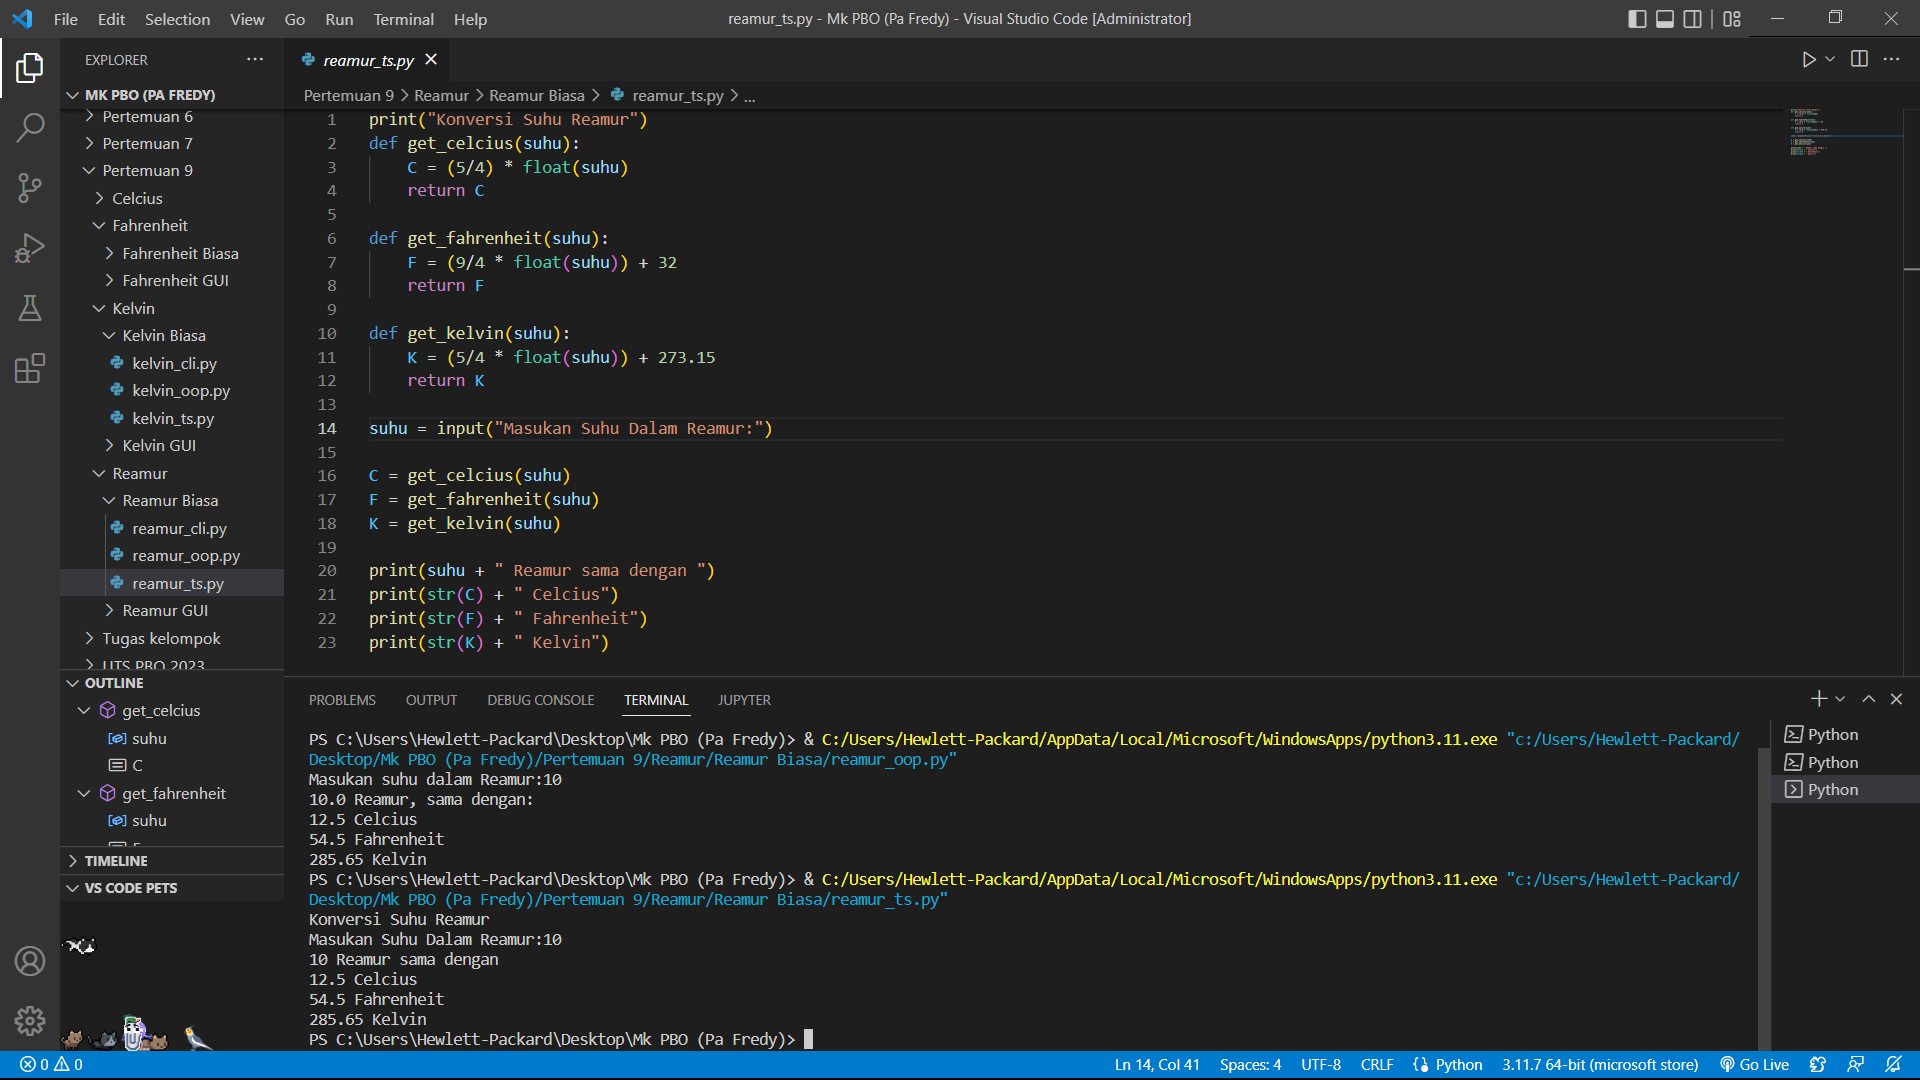 File Edit Selection View Go Run Terminal Help
reamur_ts.py - Mk PBO (Pa Fredy) - Visual Studio Code [Administrator]
EXPLORER
MK PBO (PA FREDY)
Pertemuan 6
Pertemuan 7
Pertemuan 9
Celcius
Fahrenheit
Fahrenheit Biasa
Fahrenheit GUI
Kelvin
Kelvin Biasa
kelvin_cli.py
kelvin_oop.py
kelvin_ts.py
Kelvin GUI
Reamur
Reamur Biasa
reamur_cli.py
reamur_oop.py
reamur_ts.py
Reamur GUI
Tugas kelompok
UTS PBO 2023
OUTLINE
get_celcius
suhu
C
get_fahrenheit
suhu
TIMELINE
VS CODE PETS
reamur_ts.py
Pertemuan 9 > Reamur > Reamur Biasa > reamur_ts.py > ...
1 print("Konversi Suhu Reamur")
2 def get_celcius(suhu):
3     C = (5/4) * float(suhu)
4     return C
5
6 def get_fahrenheit(suhu):
7     F = (9/4 * float(suhu)) + 32
8     return F
9
10 def get_kelvin(suhu):
11     K = (5/4 * float(suhu)) + 273.15
12     return K
13
14 suhu = input("Masukan Suhu Dalam Reamur:")
15
16 C = get_celcius(suhu)
17 F = get_fahrenheit(suhu)
18 K = get_kelvin(suhu)
19
20 print(suhu + " Reamur sama dengan ")
21 print(str(C) + " Celcius")
22 print(str(F) + " Fahrenheit")
23 print(str(K) + " Kelvin")
PROBLEMS OUTPUT DEBUG CONSOLE TERMINAL JUPYTER
PS C:\Users\Hewlett-Packard\Desktop\Mk PBO (Pa Fredy)> & C:/Users/Hewlett-Packard/AppData/Local/Microsoft/WindowsApps/python3.11.exe "c:/Users/Hewlett-Packard/
Desktop/Mk PBO (Pa Fredy)/Pertemuan 9/Reamur/Reamur Biasa/reamur_oop.py"
Masukan suhu dalam Reamur:10
10.0 Reamur, sama dengan:
12.5 Celcius
54.5 Fahrenheit
285.65 Kelvin
PS C:\Users\Hewlett-Packard\Desktop\Mk PBO (Pa Fredy)> & C:/Users/Hewlett-Packard/AppData/Local/Microsoft/WindowsApps/python3.11.exe "c:/Users/Hewlett-Packard/
Desktop/Mk PBO (Pa Fredy)/Pertemuan 9/Reamur/Reamur Biasa/reamur_ts.py"
Konversi Suhu Reamur
Masukan Suhu Dalam Reamur:10
10 Reamur sama dengan
12.5 Celcius
54.5 Fahrenheit
285.65 Kelvin
PS C:\Users\Hewlett-Packard\Desktop\Mk PBO (Pa Fredy)>
Python
Python
Python
0 0
Ln 14, Col 41 Spaces: 4 UTF-8 CRLF Python 3.11.7 64-bit (microsoft store) Go Live